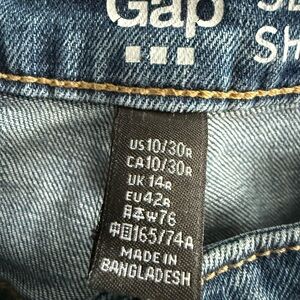 Gap
SH
US10/30R
CA10/30R
UK 14R
EU42R
日本W76
中国165/74A
MADE IN
BANGLADESH